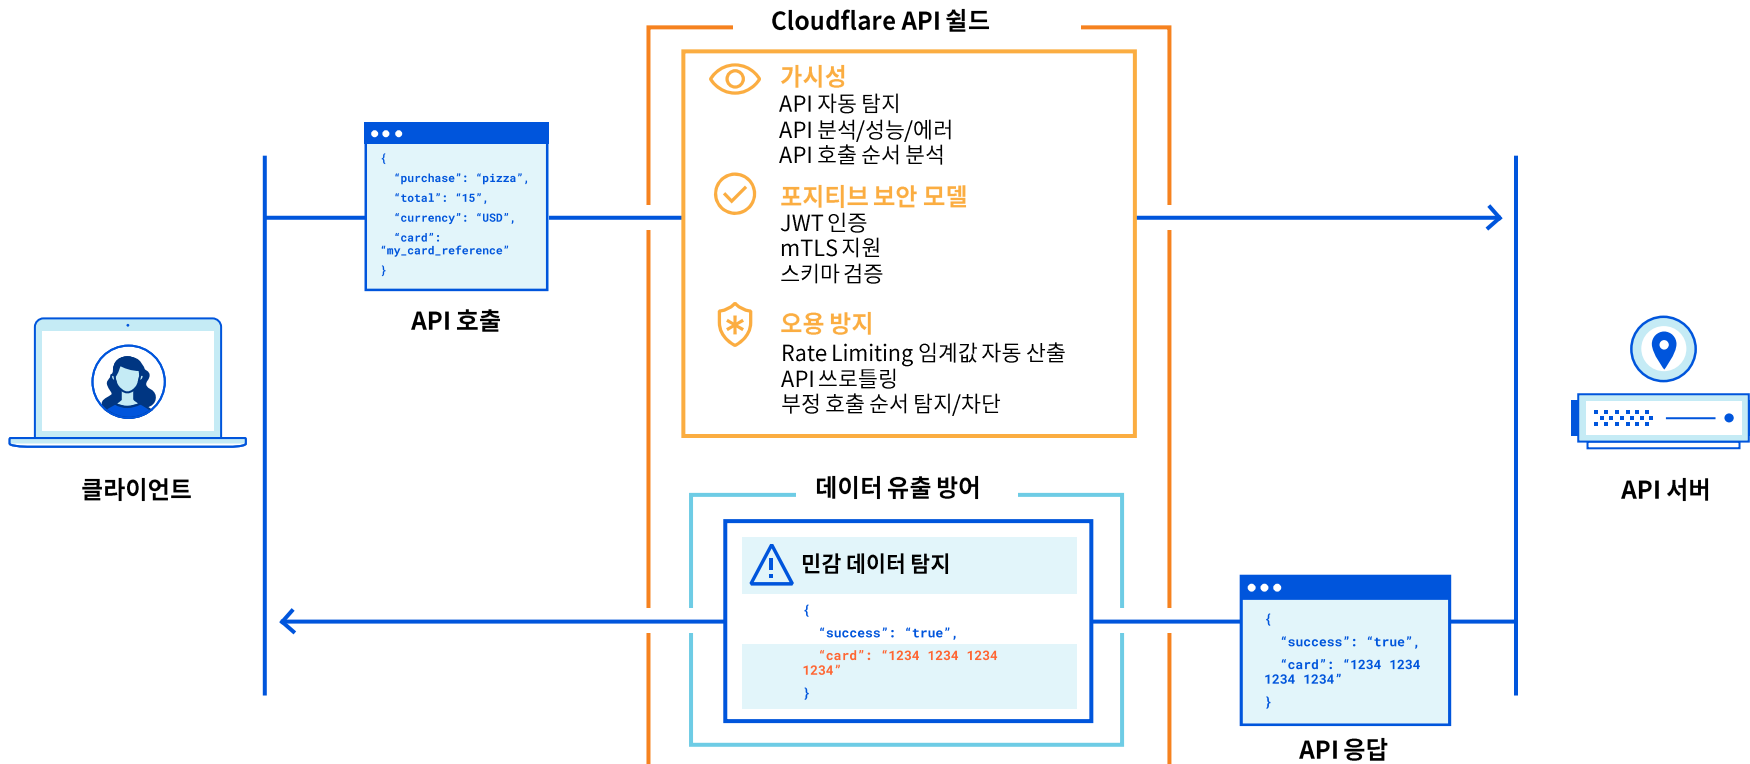 Cloudflare API 쉴드
가시성
API 자동 탐지
API 분석/성능/에러
API 호출 순서 분석
포지티브 보안 모델
JWT 인증
mTLS 지원
스키마 검증
오용 방지
Rate Limiting 임계값 자동 산출
API 쓰로틀링
부정 호출 순서 탐지/차단
{
“purchase”: “pizza”,
“total”: “15”,
“currency”: “USD”,
“card”:
“my_card_reference”
}
API 호출
클라이언트
API 서버
데이터 유출 방어
민감 데이터 탐지
{
“success”: “true”,
“card”: “1234 1234 1234
1234”
}
{
“success”: “true”,
“card”: “1234 1234
1234 1234”
}
API 응답